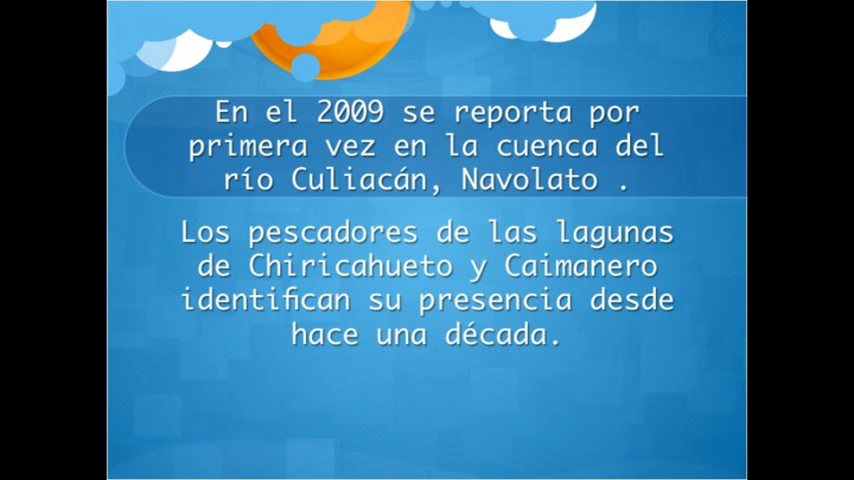 En el 2009 se reporta por
primera vez en la cuenca del
río Culiacán, Navolato .
Los pescadores de las lagunas
de Chiricahueto y Caimanero
identifican su presencia desde
hace una década.